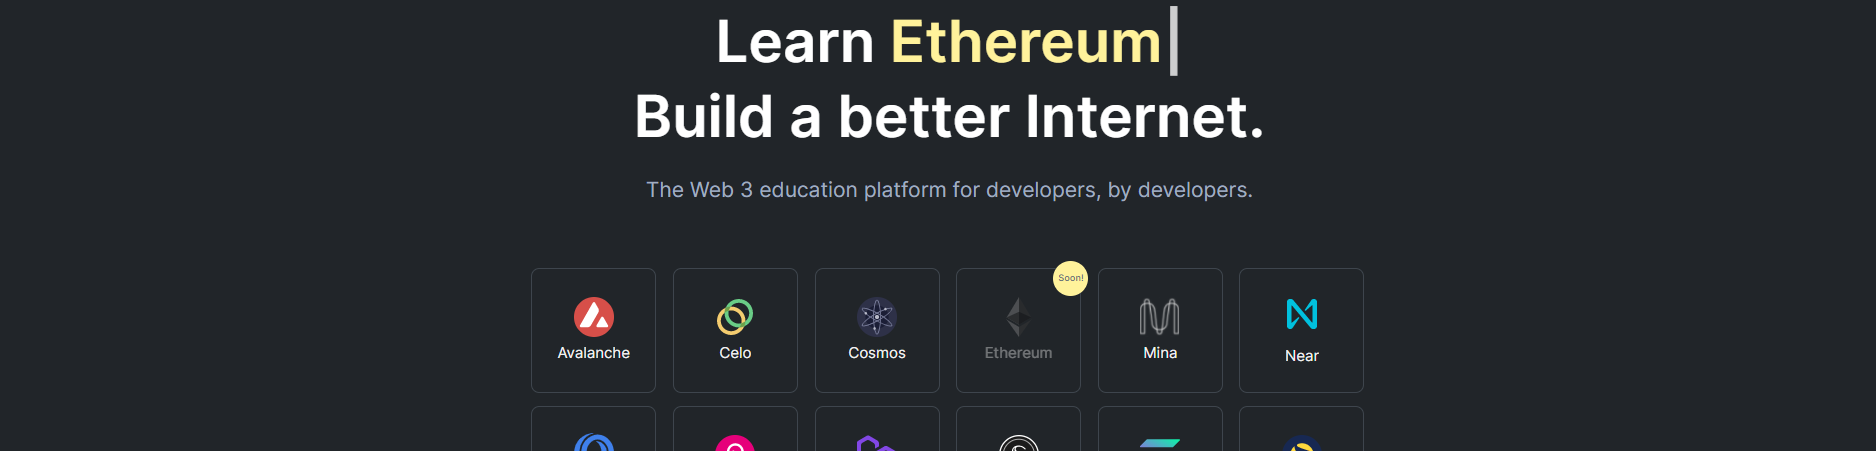 Learn Ethereum
Build a better Internet.
The Web 3 education platform for developers, by developers.
Soon!
Avalanche
Celo
Cosmos
Ethereum
Mina
Near